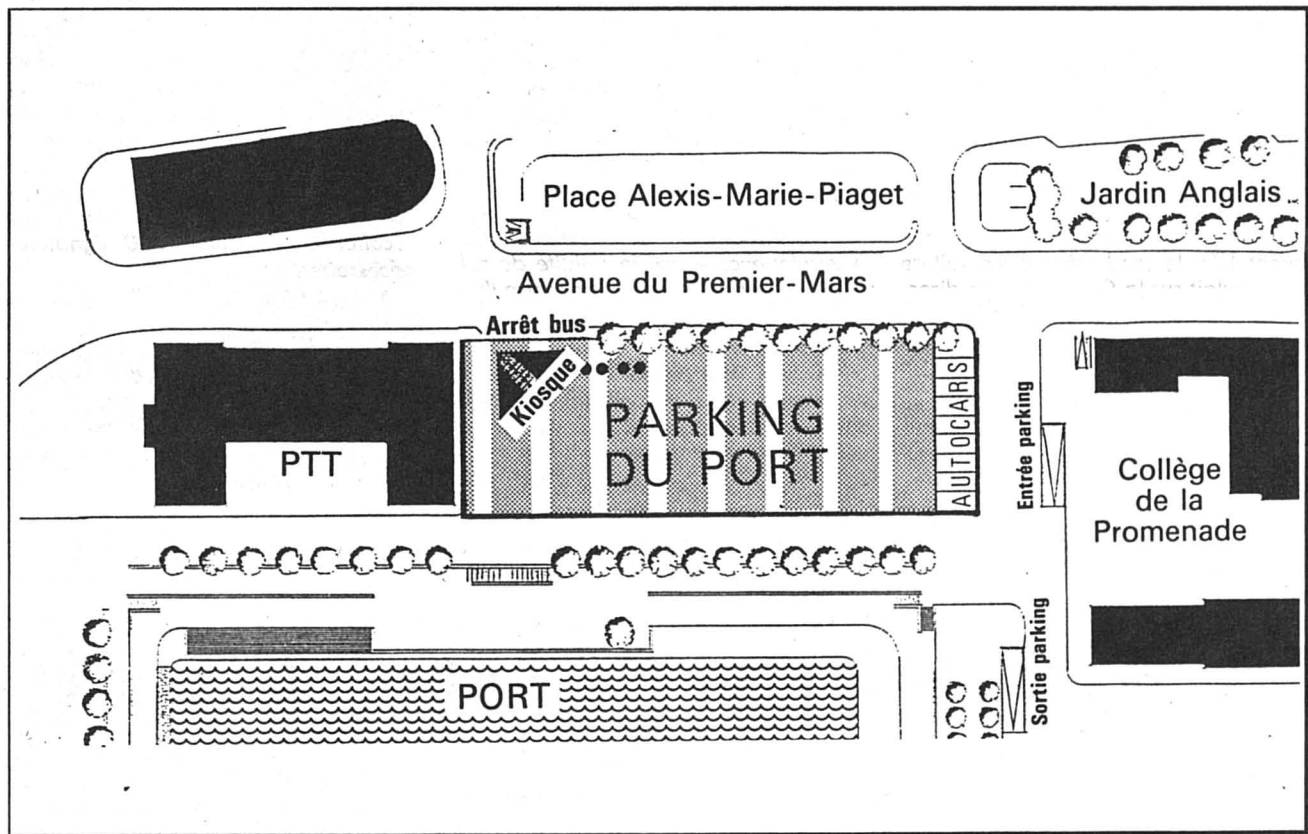 Place Alexis-Marie-Piaget
Jardin Anglais
Avenue du Premier-Mars
Arrêt bus
Kiosque
PARKING
DU PORT
AUTOCARS
PTT
Entrée parking
Collège
de la
Promenade
PORT
Sortie parking